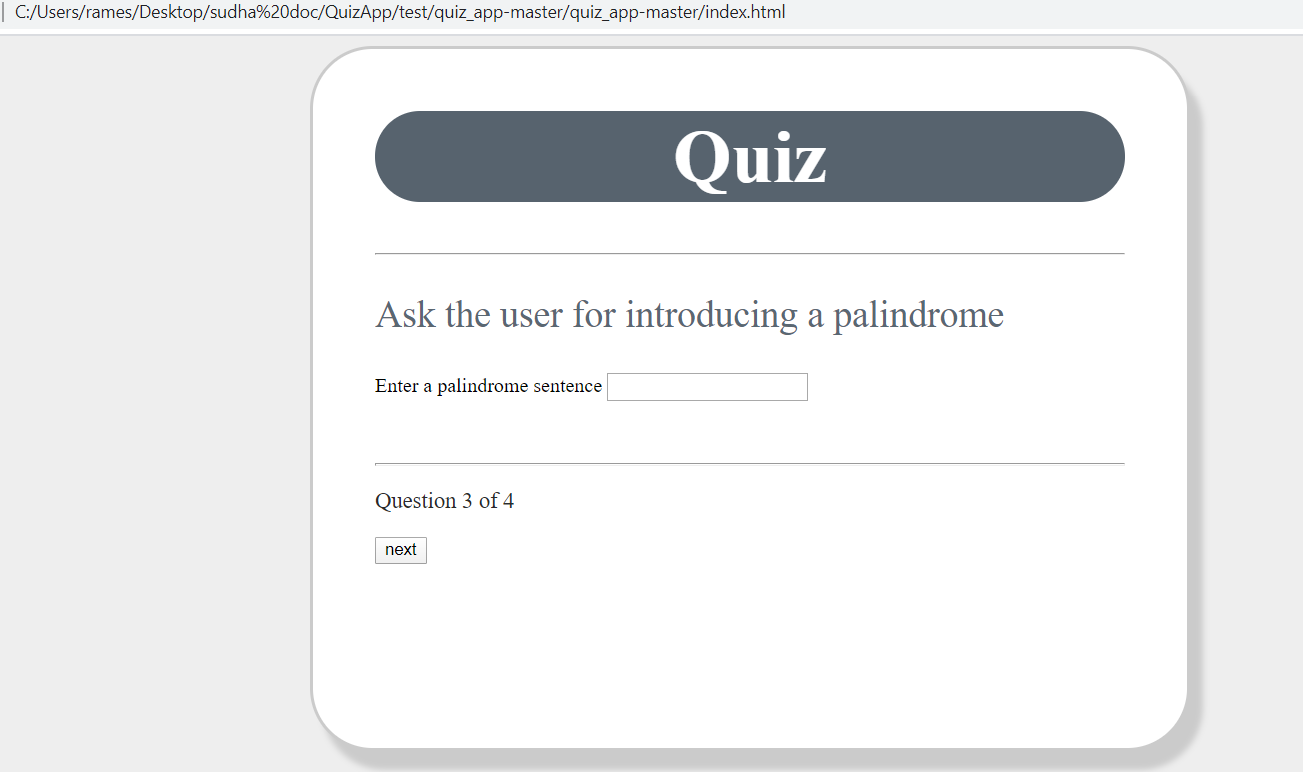 C:/Users/rames/Desktop/sudha%20doc/QuizApp/test/quiz_app-master/quiz_app-master/index.html
Quiz
Ask the user for introducing a palindrome
Enter a palindrome sentence
Question 3 of 4
next